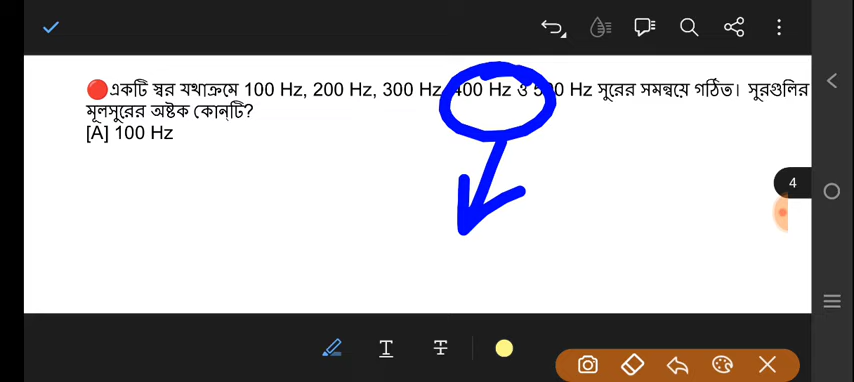 একটি স্বর যথাক্রমে 100 Hz, 200 Hz, 300 Hz 400 Hz ও 500 Hz সুরের সমন্বয়ে গঠিত। সুরগুলির
মূলসুরের অষ্টক কোন্‌টি?
[A] 100 Hz
4
T
T